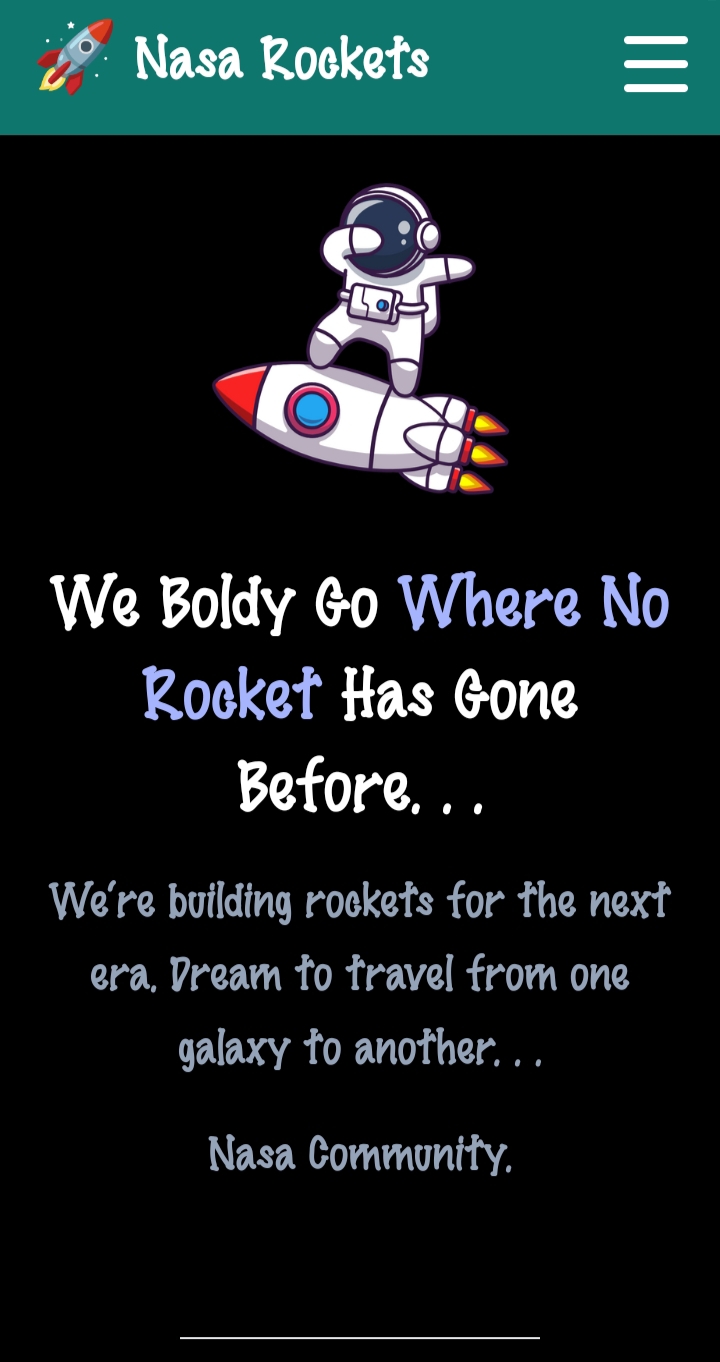 Nasa Rockets
We Boldy Go Where No
Rocket Has Gone
Before. . .
We're building rockets for the next
era. Dream to travel from one
galaxy to another. . .
Nasa Community.